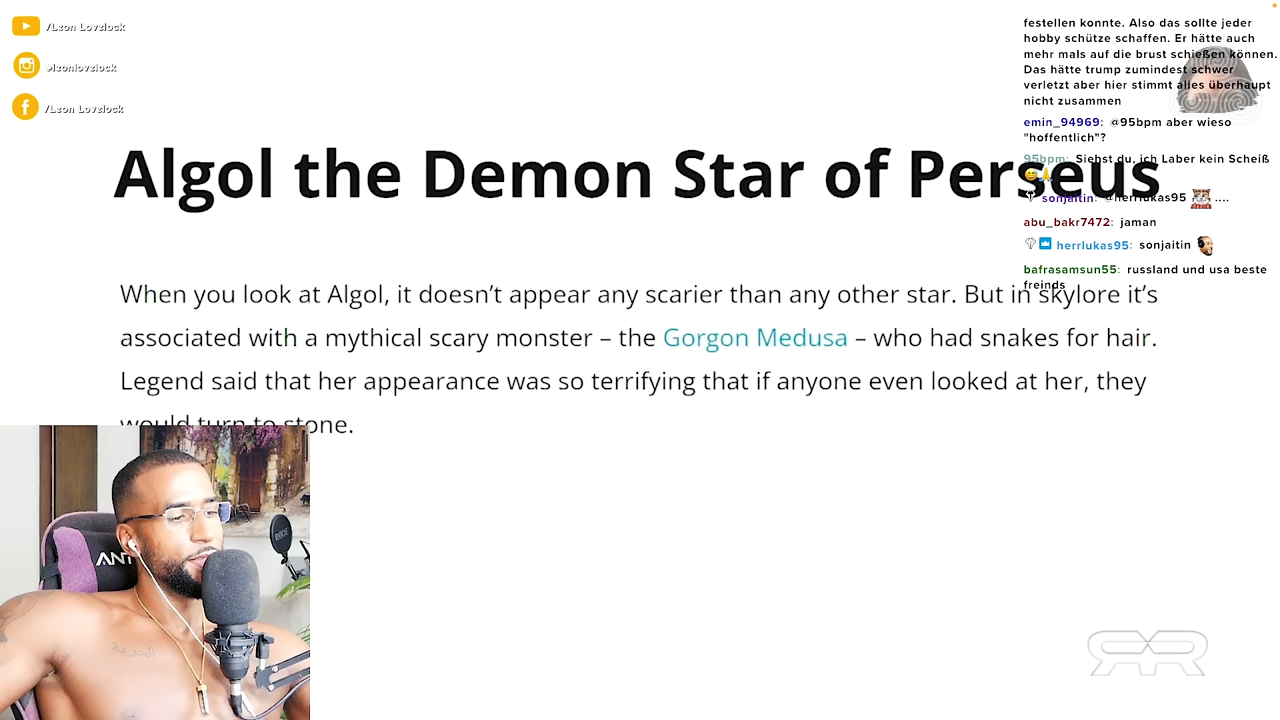 /Leon Lovelock
/Leon Lovelock
Algol the Demon Star of Perseus
When you look at Algol, it doesn’t appear any scarier than any other star. But in skylore it’s
associated with a mythical scary monster – the Gorgon Medusa – who had snakes for hair.
Legend said that her appearance was so terrifying that if anyone even looked at her, they
would turn to stone.
festellen konnte. Also das sollte jeder
hobby schütze schaffen. Er hätte auch
mehr mals auf die brust schießen können.
Das hätte trump zumindest schwer
verletzt aber hier stimmt alles überhaupt
nicht zusammen
emin_94969: @95bpm aber wieso
"hoffentlich"?
95bpm: Siehst du, ich Laber kein Scheiß
sonjaitin: @herrlukas95 ....
abu_bakr7472: jaman
herrlukas95: sonjaitin
bafrasamsun55: russland und usa beste
freinds
RODE